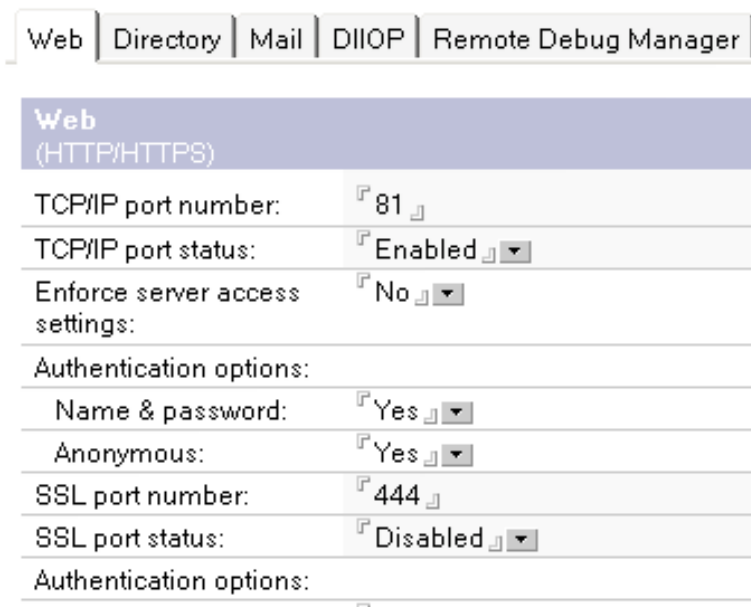 Web Directory Mail DIIOP Remote Debug Manager
Web
(HTTP/HTTPS)
TCP/IP port number: 81
TCP/IP port status: Enabled
Enforce server access No
settings:
Authentication options:
Name & password: Yes
Anonymous: Yes
SSL port number: 444
SSL port status: Disabled
Authentication options: